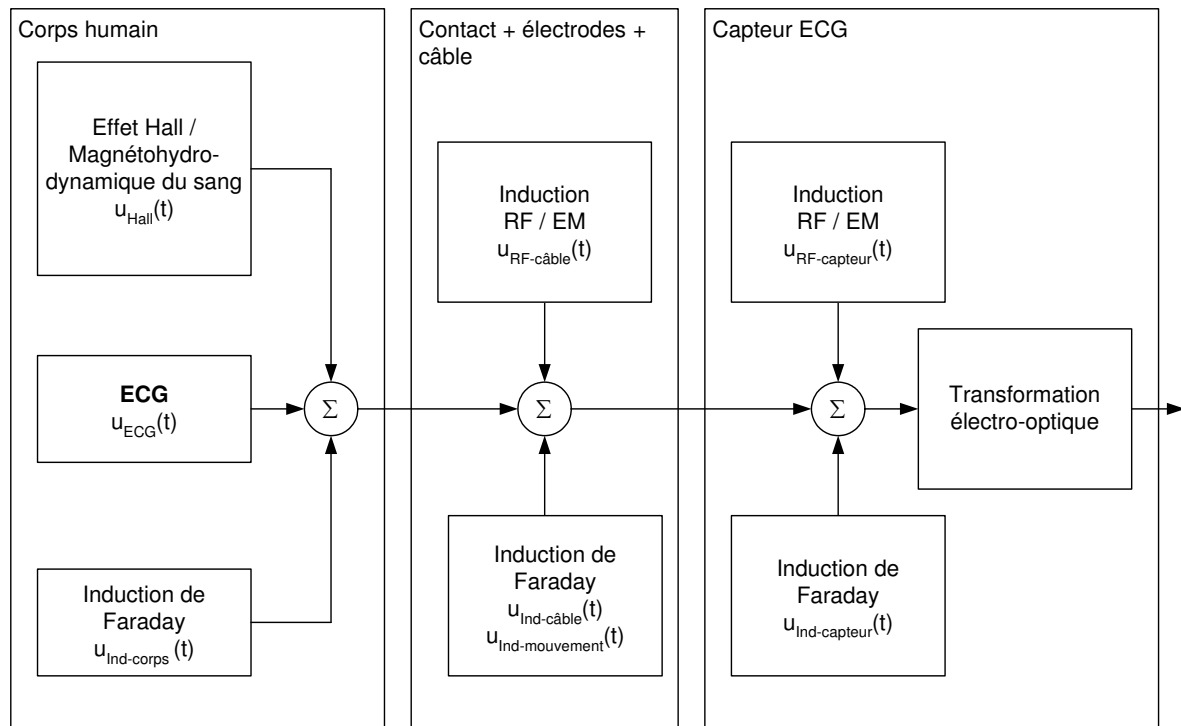 Corps humain
Effet Hall /
Magnétohydro-
dynamique du sang
u_Hall(t)
ECG
u_ECG(t)
Σ
Induction de
Faraday
u_Ind-corps (t)
Contact + électrodes +
câble
Induction
RF / EM
u_RF-câble(t)
Σ
Induction de
Faraday
u_Ind-câble(t)
u_Ind-mouvement(t)
Capteur ECG
Induction
RF / EM
u_RF-capteur(t)
Σ
Transformation
électro-optique
Induction de
Faraday
u_Ind-capteur(t)